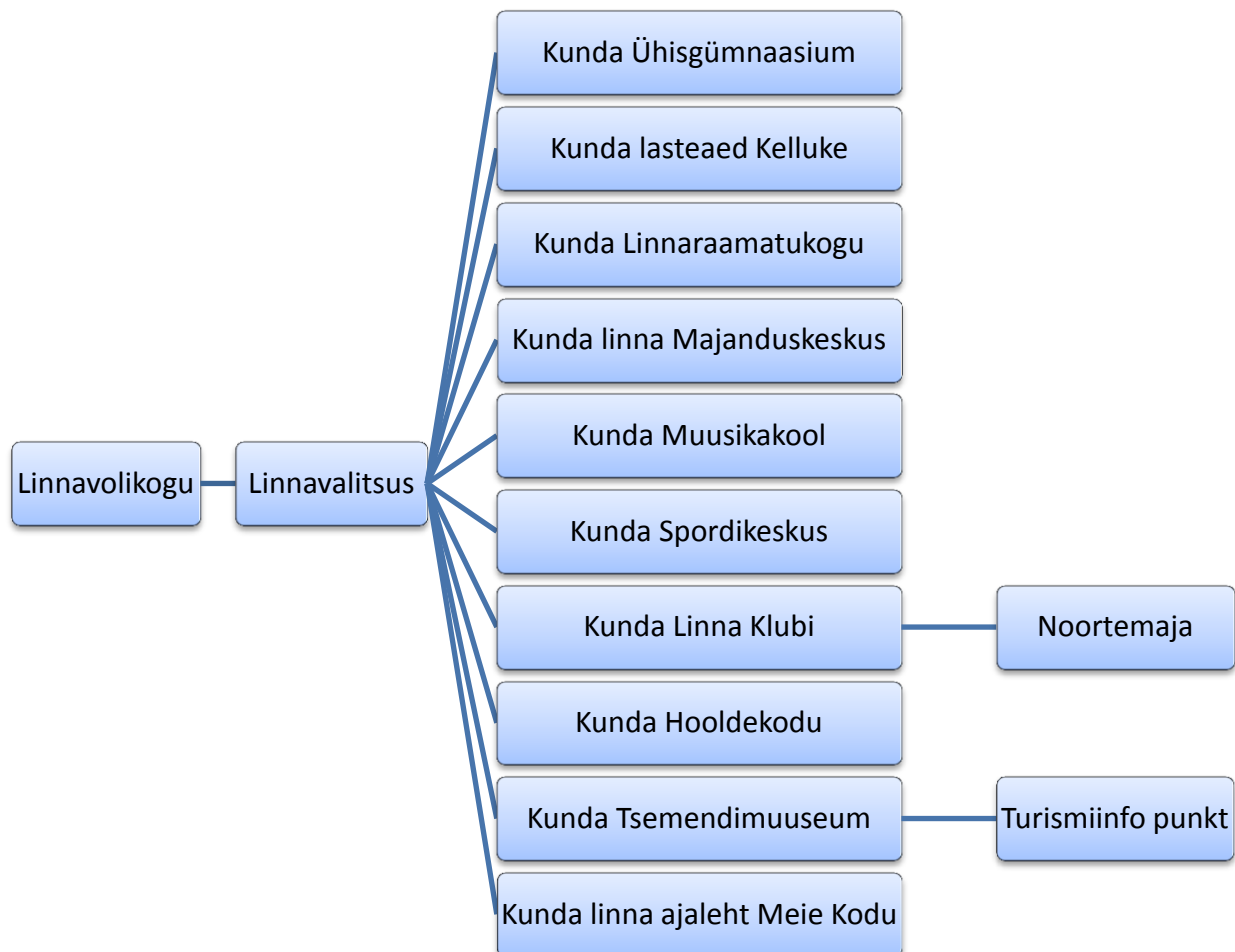 Kunda Ühisgümnaasium
Kunda lasteaed Kelluke
Kunda Linnaraamatukogu
Kunda linna Majanduskeskus
Kunda Muusikakool
Linnavolikogu
Linnavalitsus
Kunda Spordikeskus
Kunda Linna Klubi
Noortemaja
Kunda Hooldekodu
Kunda Tsemendimuuseum
Turismiinfo punkt
Kunda linna ajaleht Meie Kodu